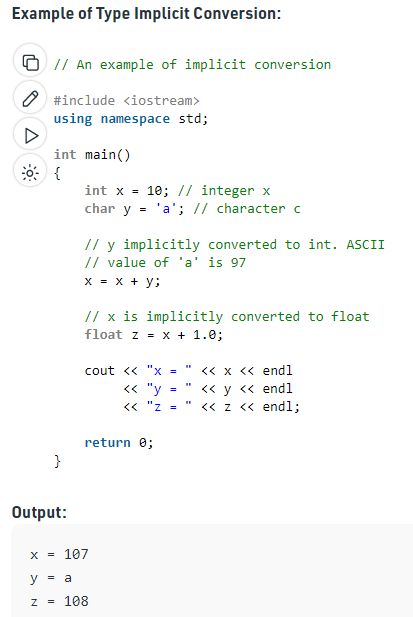 Example of Type Implicit Conversion:
// An example of implicit conversion
#include <iostream>
using namespace std;
int main()
{
int x = 10; // integer x
char y = 'a'; // character c
// y implicitly converted to int. ASCII
// value of 'a' is 97
x = x + y;
// x is implicitly converted to float
float z = x + 1.0;
cout << "x = " << x << endl
<< "y = " << y << endl
<< "z = " << z << endl;
return 0;
}
Output:
x = 107
y = a
z = 108